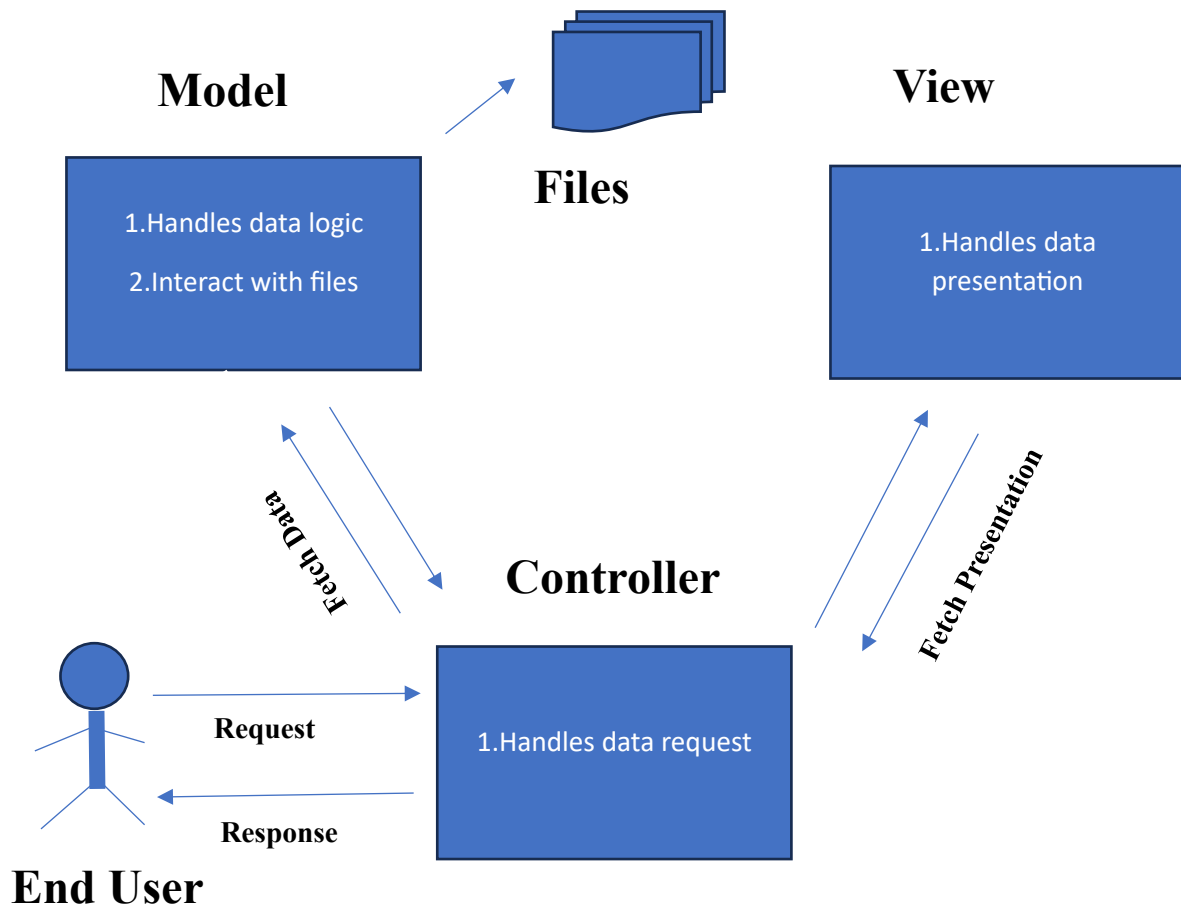 Model
View
Files
1.Handles data logic
2.Interact with files
1.Handles data
presentation
Fetch Data
Fetch Presentation
Controller
Request
1.Handles data request
Response
End User